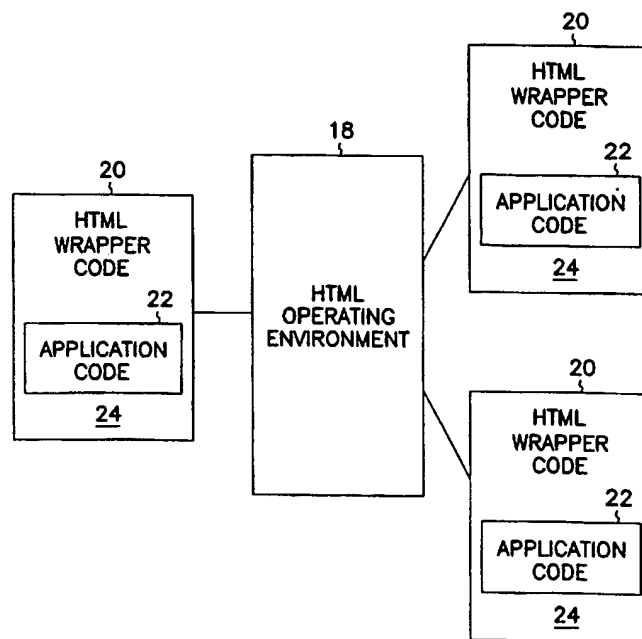 20
HTML
WRAPPER
CODE
22
APPLICATION
CODE
24
18
HTML
OPERATING
ENVIRONMENT
20
HTML
WRAPPER
CODE
22
APPLICATION
CODE
24
20
HTML
WRAPPER
CODE
22
APPLICATION
CODE
24